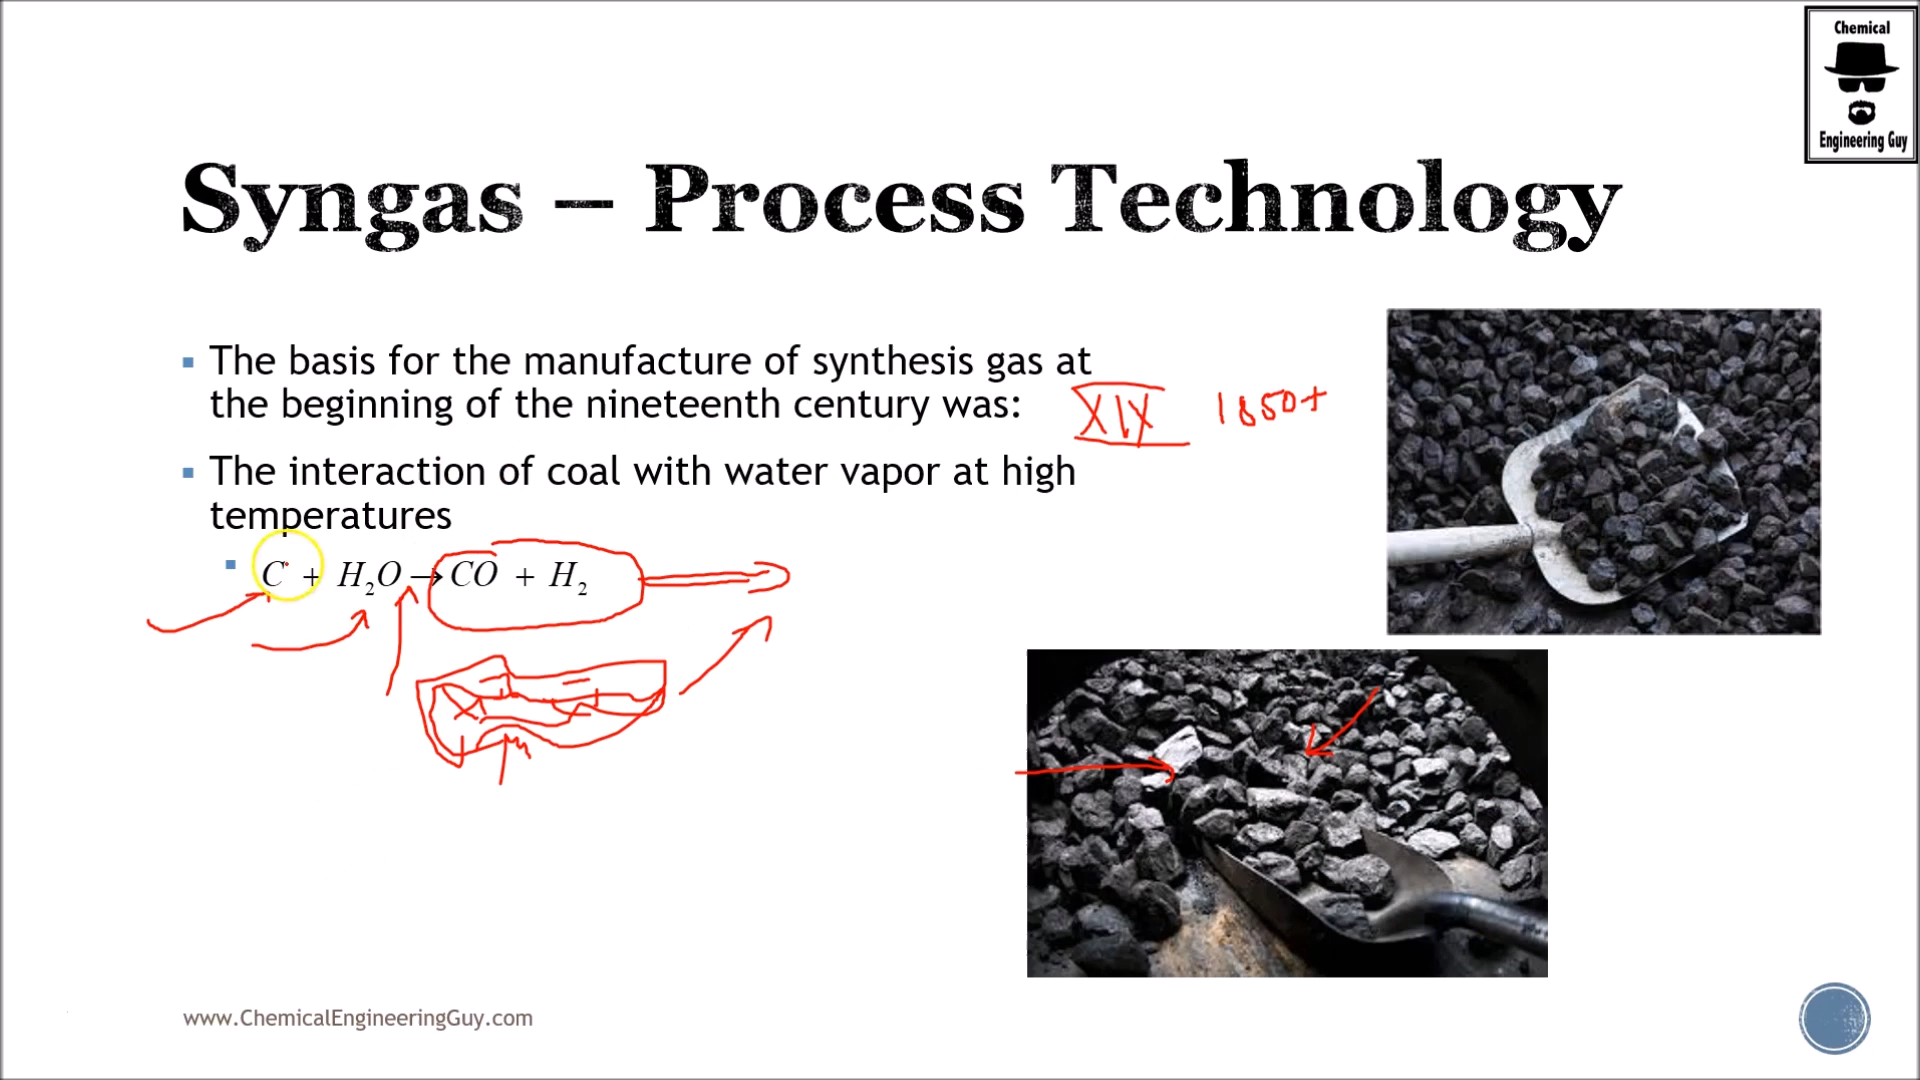 Chemical
Engineering Guy
Syngas – Process Technology
▪ The basis for the manufacture of synthesis gas at
the beginning of the nineteenth century was:
XIX 1850+
▪ The interaction of coal with water vapor at high
temperatures
▪ C + H₂O → CO + H₂
www.ChemicalEngineeringGuy.com